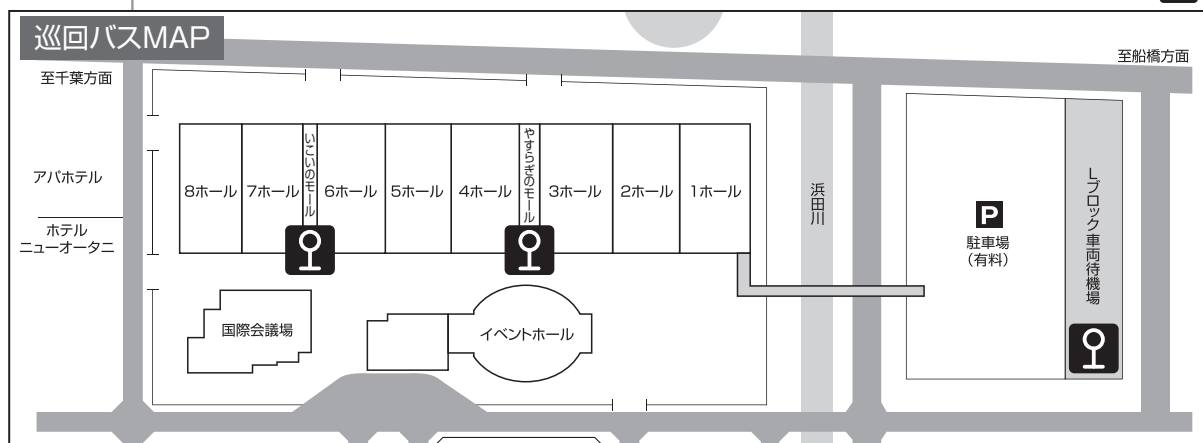 巡回バスMAP
至船橋方面
至千葉方面
アパホテル
ホテル
ニューオータニ
8ホール
7ホール
いこいのモール
6ホール
5ホール
4ホール
やすらぎのモール
3ホール
2ホール
1ホール
浜田川
P
駐車場
(有料)
Lブロック車両待機場
国際会議場
イベントホール